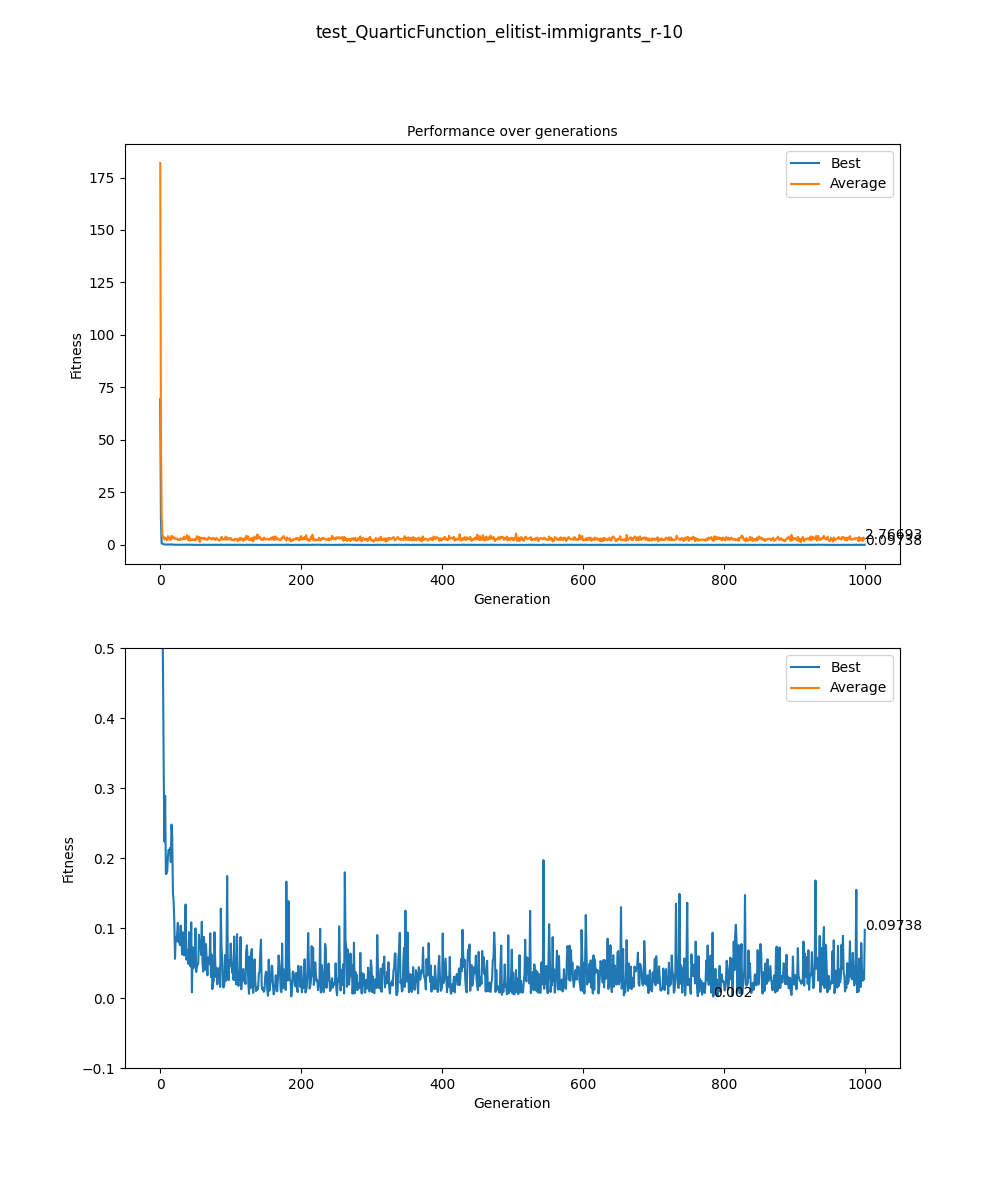 test_QuarticFunction_elitist-immigrants_r-10
Performance over generations
Best
Average
175
150
125
100
75
50
25
0
Fitness
2.76693
0.09738
0 200 400 600 800 1000
Generation
Best
Average
0.5
0.4
0.3
0.2
0.1
0.0
−0.1
Fitness
0.09738
0.002
0 200 400 600 800 1000
Generation